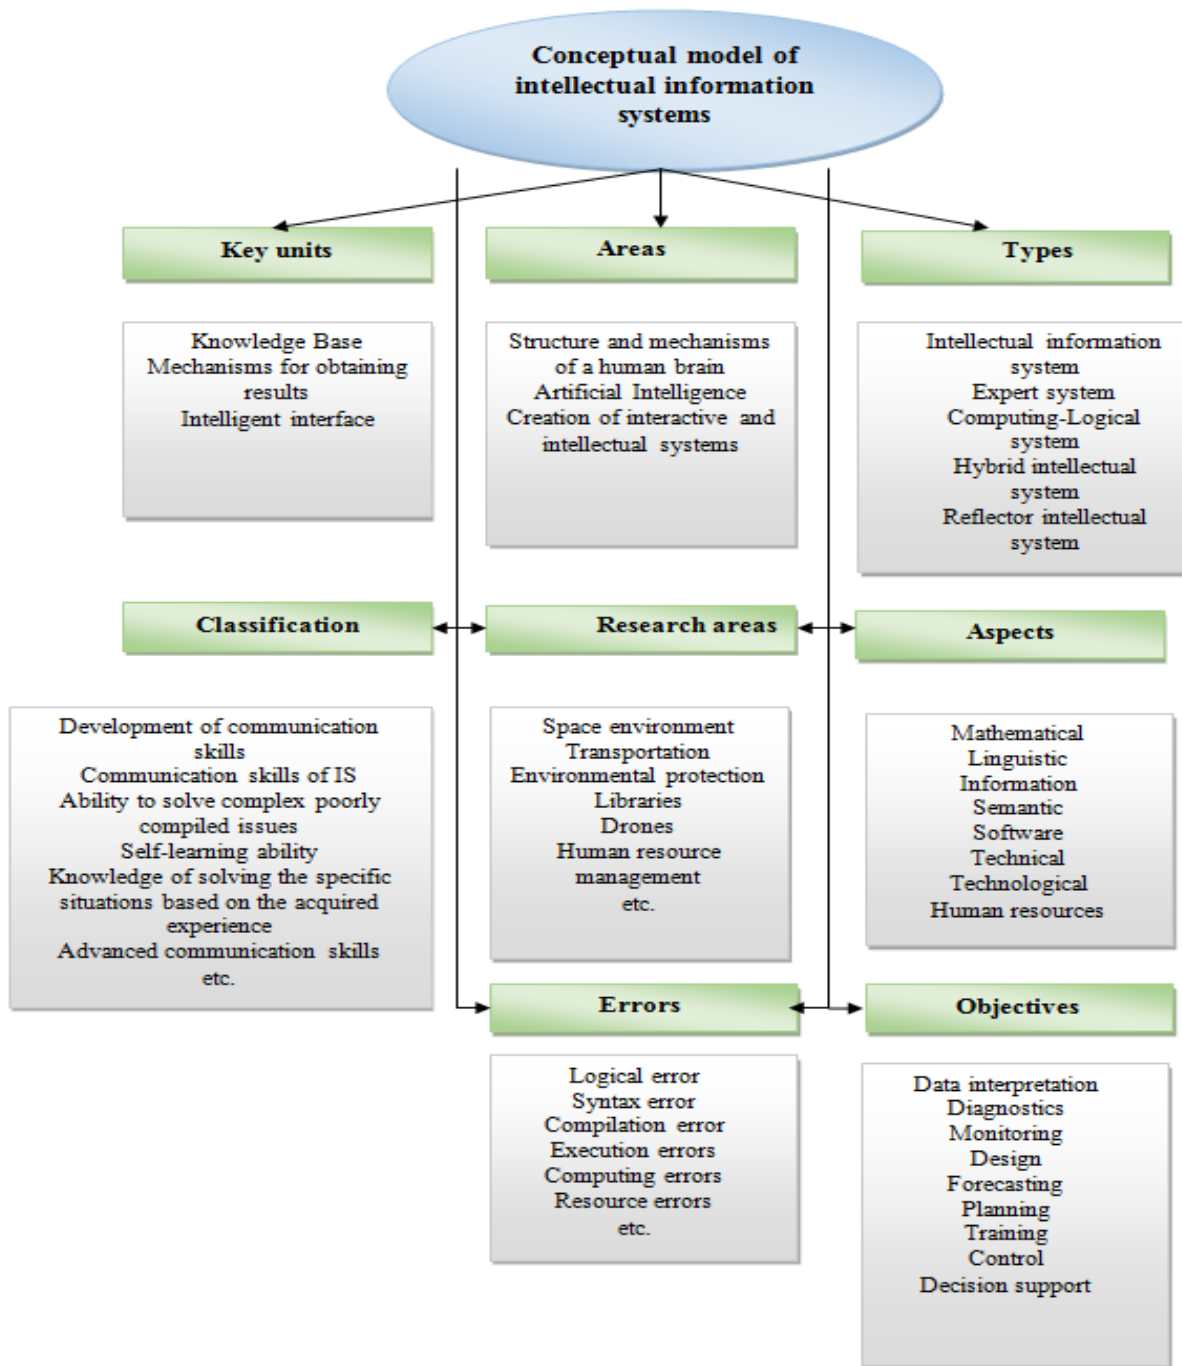 Conceptual model of
intellectual information
systems
Key units
Areas
Types
Knowledge Base
Mechanisms for obtaining
results
Intelligent interface
Structure and mechanisms
of a human brain
Artificial Intelligence
Creation of interactive and
intellectual systems
Intellectual information
system
Expert system
Computing-Logical
system
Hybrid intellectual
system
Reflector intellectual
system
Classification
Research areas
Aspects
Development of communication
skills
Communication skills of IS
Ability to solve complex poorly
compiled issues
Self-learning ability
Knowledge of solving the specific
situations based on the acquired
experience
Advanced communication skills
etc.
Space environment
Transportation
Environmental protection
Libraries
Drones
Human resource
management
etc.
Mathematical
Linguistic
Information
Semantic
Software
Technical
Technological
Human resources
Errors
Objectives
Logical error
Syntax error
Compilation error
Execution errors
Computing errors
Resource errors
etc.
Data interpretation
Diagnostics
Monitoring
Design
Forecasting
Planning
Training
Control
Decision support